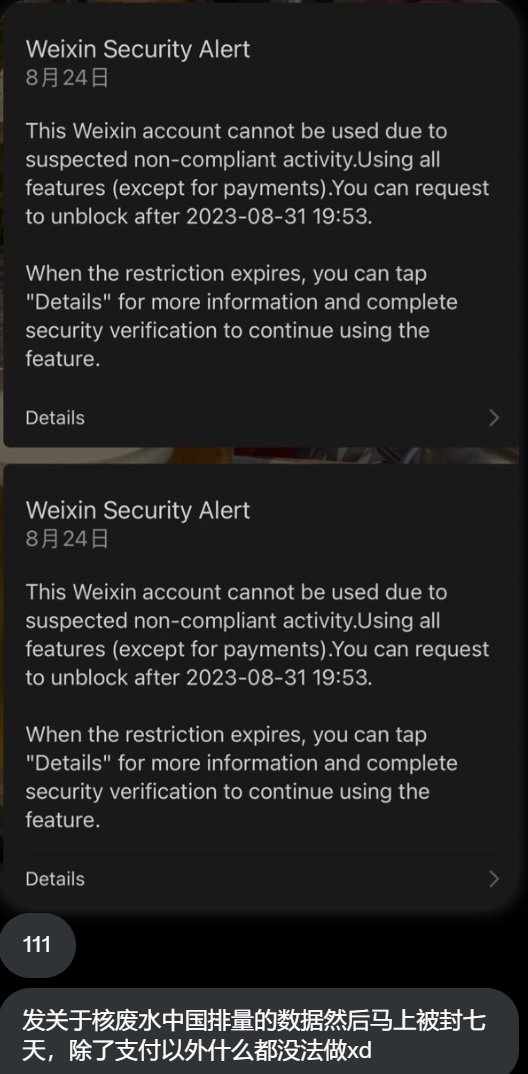 Weixin Security Alert
8月24日
This Weixin account cannot be used due to
suspected non-compliant activity.Using all
features (except for payments).You can request
to unblock after 2023-08-31 19:53.
When the restriction expires, you can tap
"Details" for more information and complete
security verification to continue using the
feature.
Details
Weixin Security Alert
8月24日
This Weixin account cannot be used due to
suspected non-compliant activity.Using all
features (except for payments).You can request
to unblock after 2023-08-31 19:53.
When the restriction expires, you can tap
"Details" for more information and complete
security verification to continue using the
feature.
Details
111
发关于核废水中国排量的数据然后马上被封七
天，除了支付以外什么都没法做xd